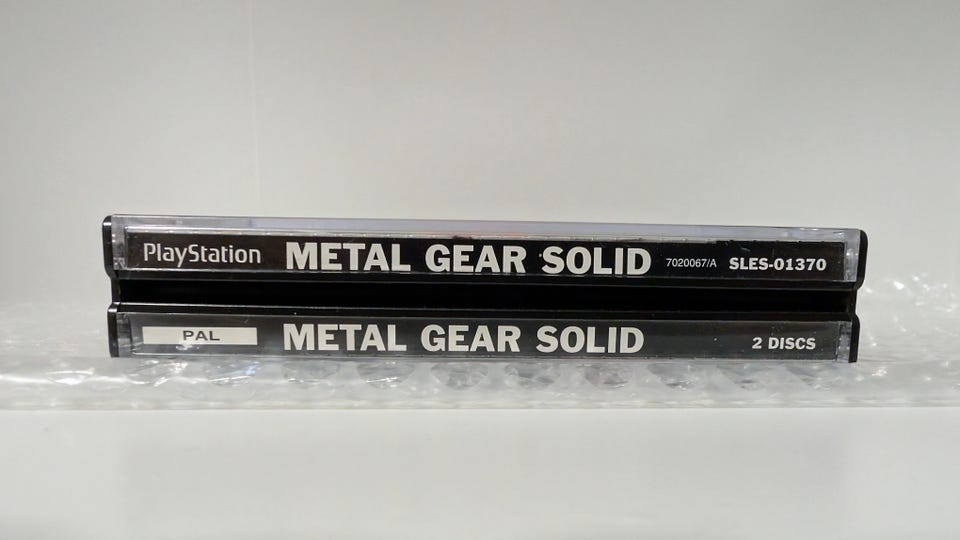 PlayStation METAL GEAR SOLID 7020067/A SLES-01370
PAL METAL GEAR SOLID 2 DISCS